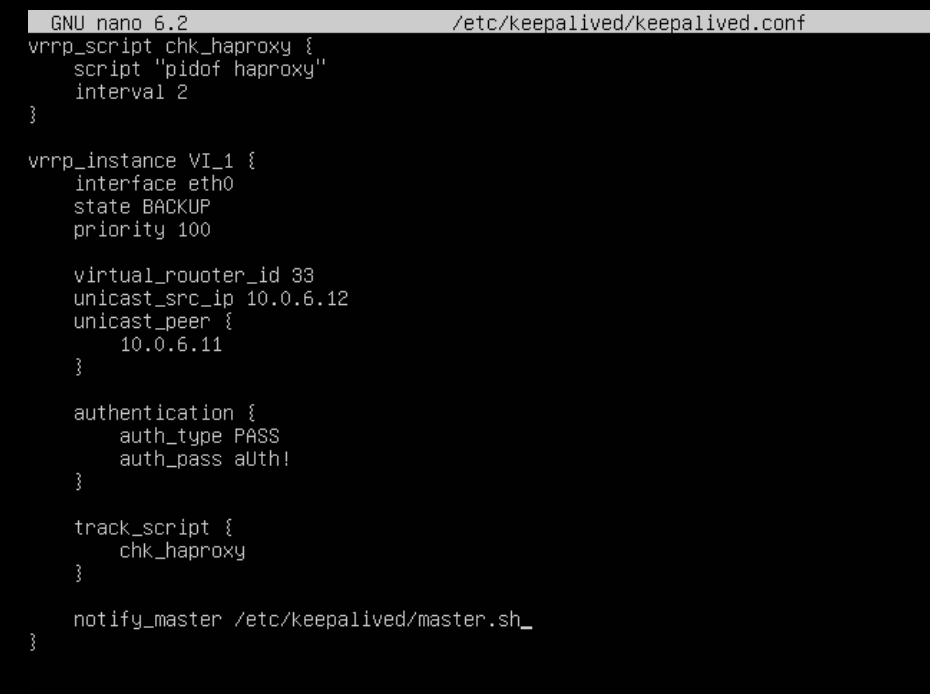 GNU nano 6.2 /etc/keepalived/keepalived.conf
vrrp_script chk_haproxy {
    script "pidof haproxy"
    interval 2
}

vrrp_instance VI_1 {
    interface eth0
    state BACKUP
    priority 100

    virtual_rouoter_id 33
    unicast_src_ip 10.0.6.12
    unicast_peer {
        10.0.6.11
    }

    authentication {
        auth_type PASS
        auth_pass aUth!
    }

    track_script {
        chk_haproxy
    }

    notify_master /etc/keepalived/master.sh_
}